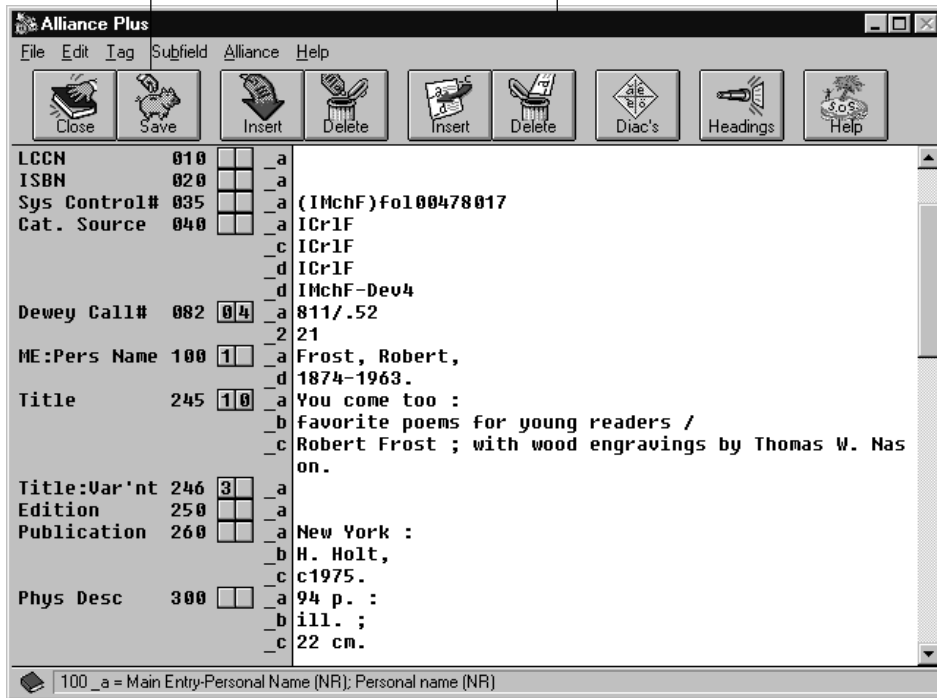 Alliance Plus
File Edit Tag Subfield Alliance Help
Close Save Insert Delete Insert Delete Diac's Headings Help
LCCN 010 _a
ISBN 020 _a
Sys Control# 035 _a (IMchF)fol00478017
Cat. Source 040 _a ICrlF
_c ICrlF
_d ICrlF
_d IMchF-Dev4
Dewey Call# 082 04 _a 811/.52
_2 21
ME:Pers Name 100 1 _a Frost, Robert,
_d 1874-1963.
Title 245 10 _a You come too :
_b favorite poems for young readers /
_c Robert Frost ; with wood engravings by Thomas W. Nas
on.
Title:Var'nt 246 3 _a
Edition 250 _a
Publication 260 _a New York :
_b H. Holt,
_c c1975.
Phys Desc 300 _a 94 p. :
_b ill. ;
_c 22 cm.
100 _a = Main Entry-Personal Name (NR); Personal name (NR)